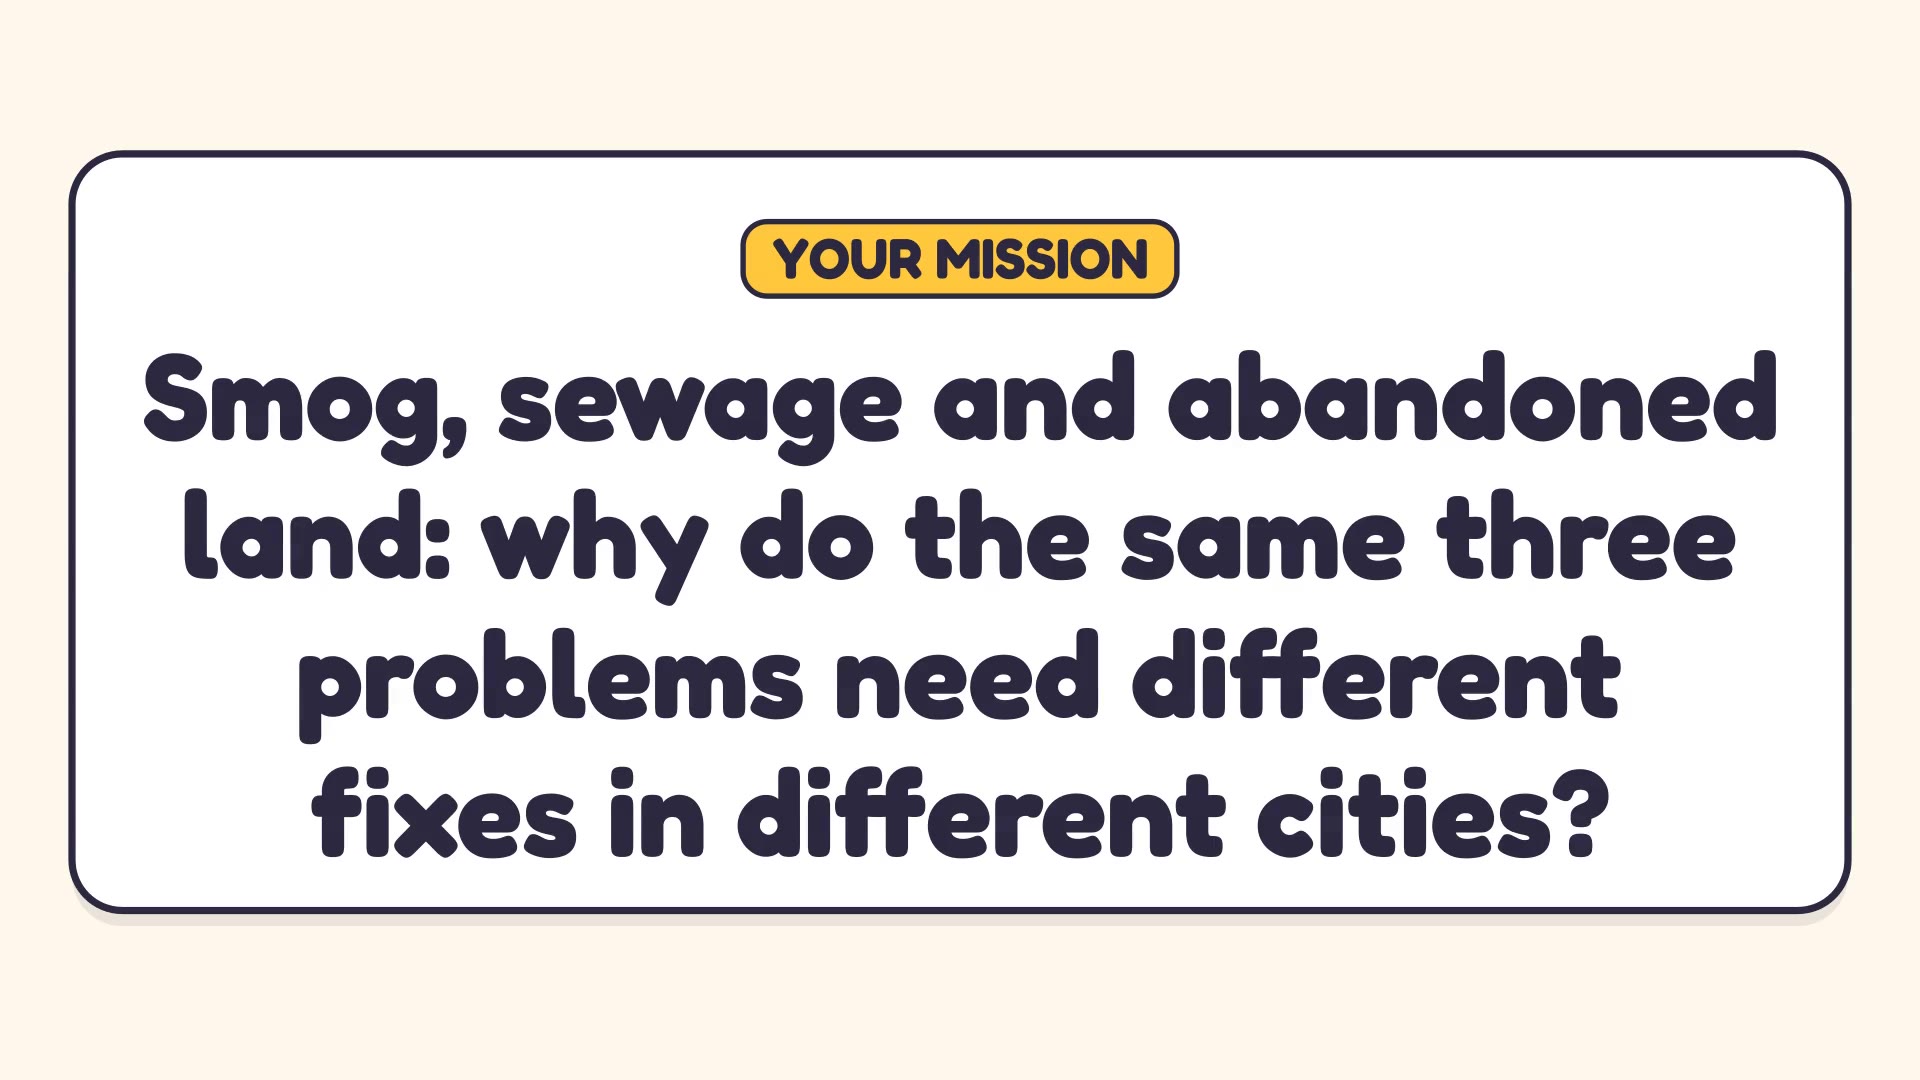 YOUR MISSION
Smog, sewage and abandoned
land: why do the same three
problems need different
fixes in different cities?